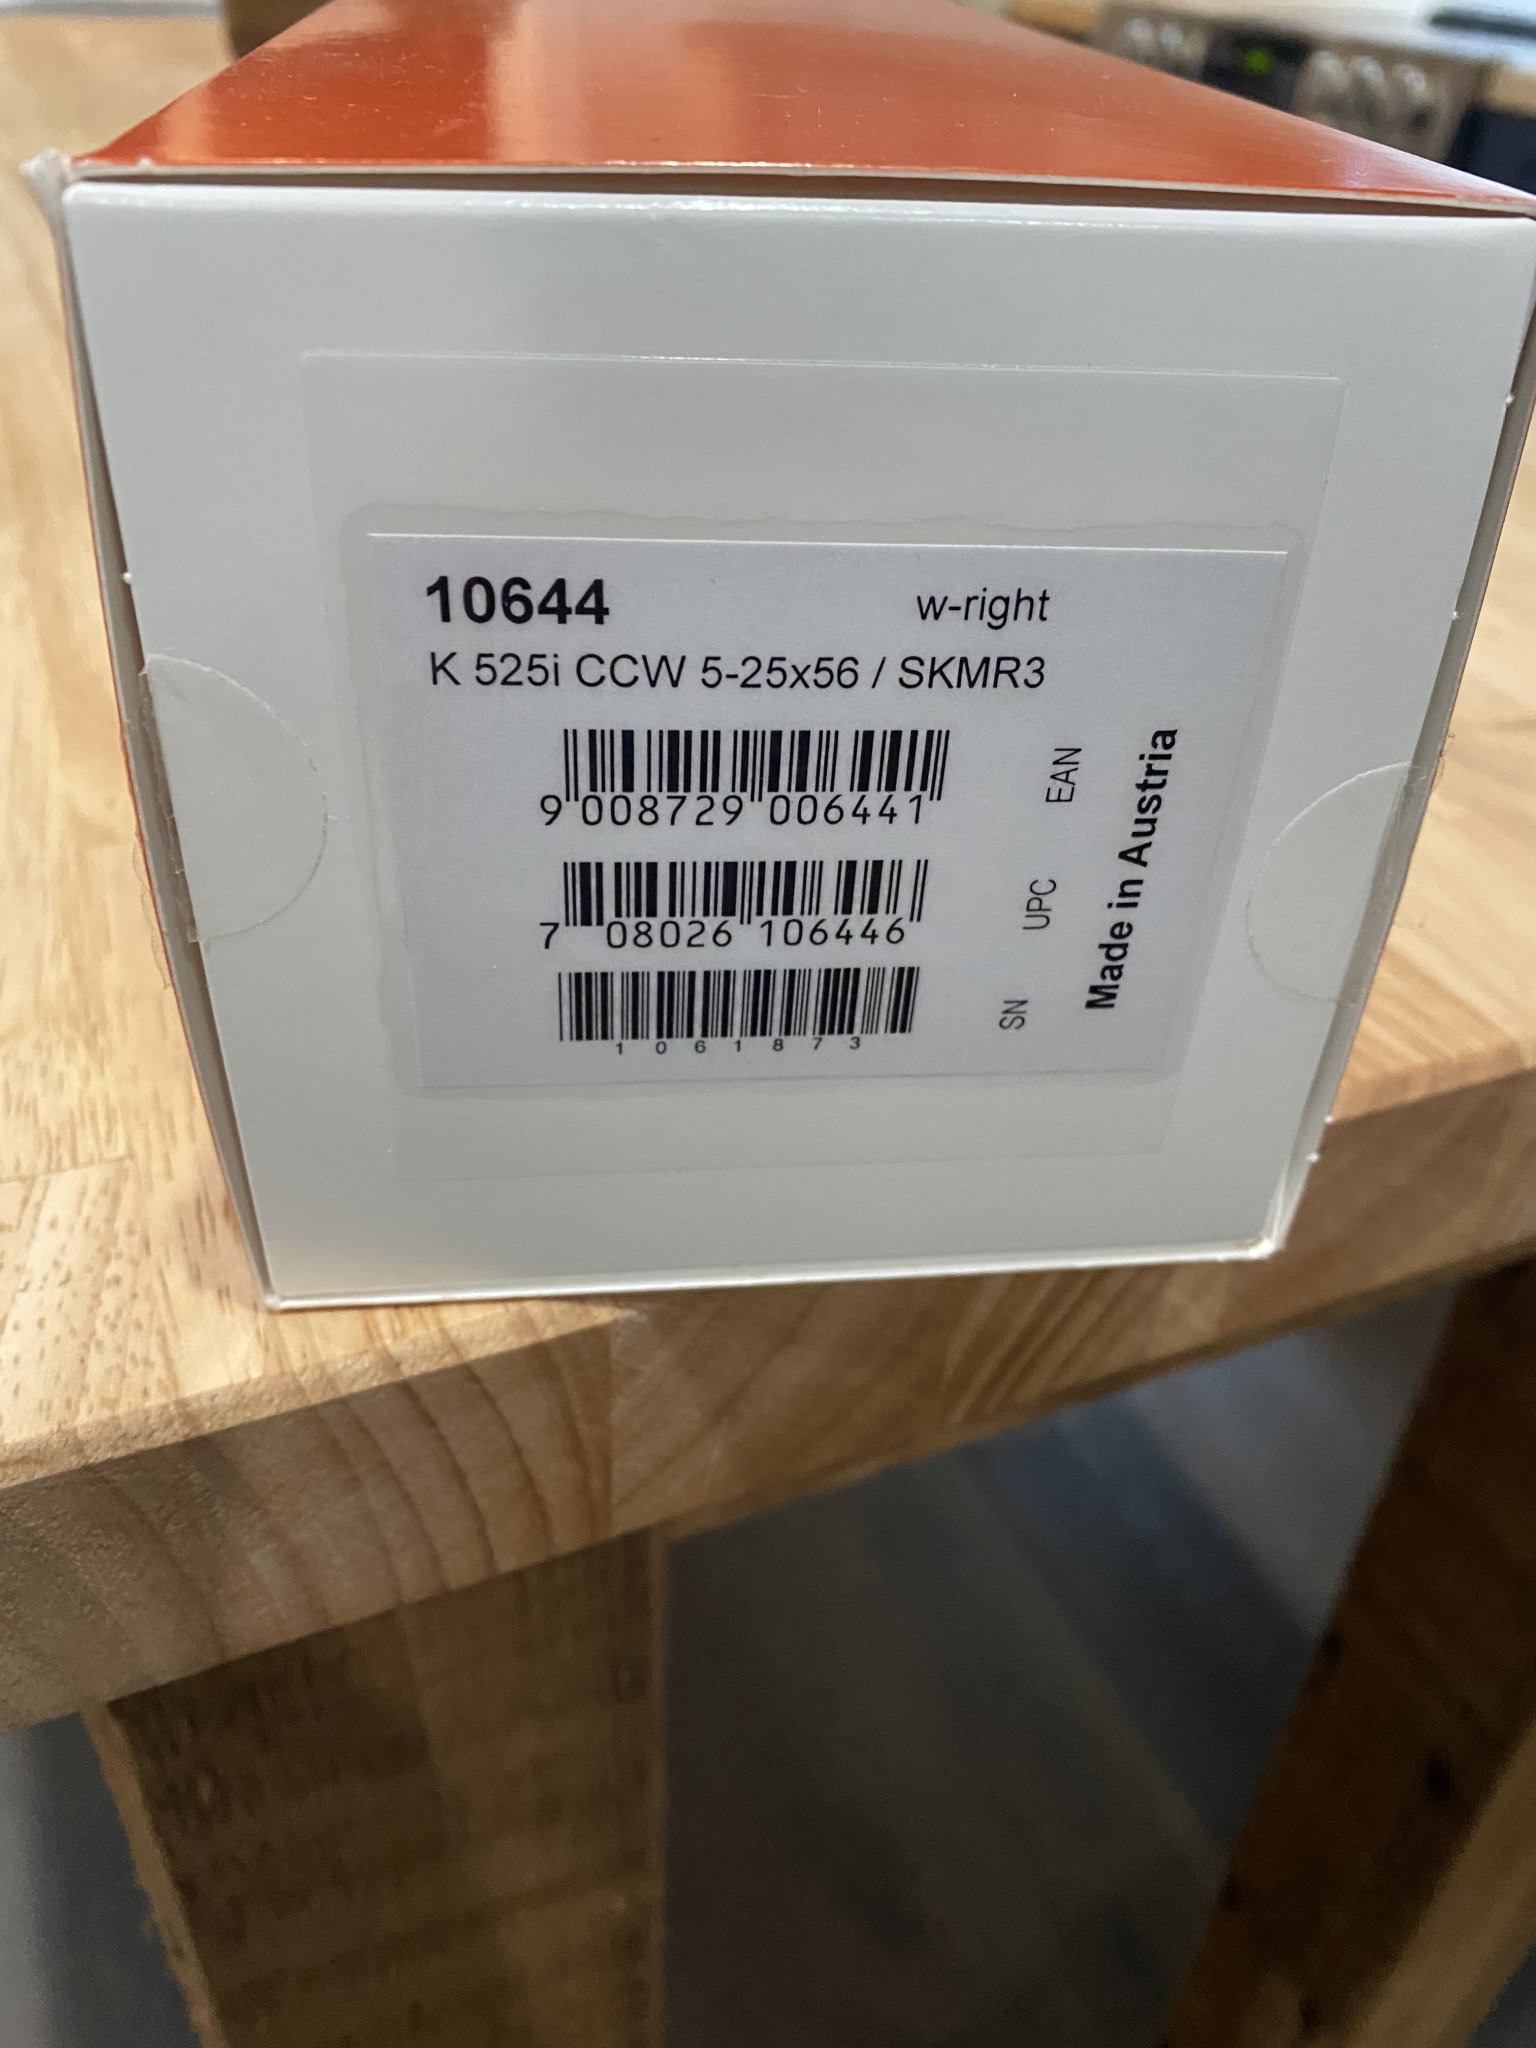 10644 w-right
K 525i CCW 5-25x56 / SKMR3
9 008729 006441 EAN
7 08026 106446 UPC
1061873 SN
Made in Austria